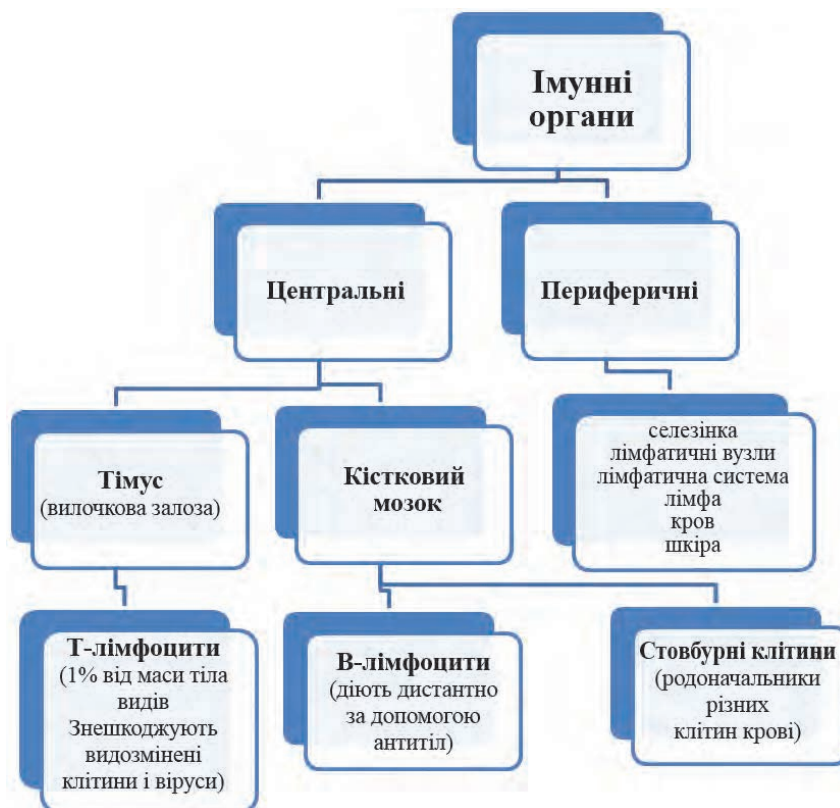 Імунні
органи
Центральні
Периферичні
Тімус
(вилочкова залоза)
Кістковий
мозок
селезінка
лімфатичні вузли
лімфатична система
лімфа
кров
шкіра
Т-лімфоцити
(1% від маси тіла
видів
Знешкоджують
видозмінені
клітини і віруси)
В-лімфоцити
(діють дистантно
за допомогою
антитіл)
Стовбурні клітини
(родоначальники
різних
клітин крові)